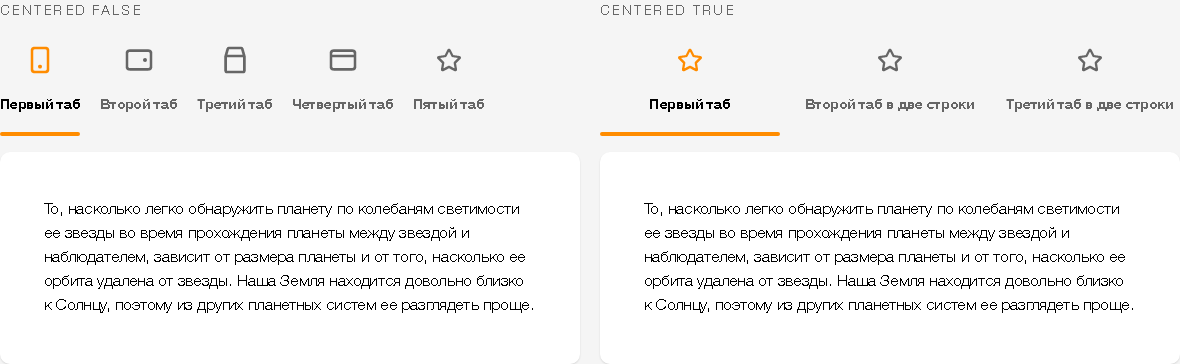 CENTERED FALSE
Первый таб Второй таб Третий таб Четвертый таб Пятый таб
То, насколько легко обнаружить планету по колебаням светимости
ее звезды во время прохождения планеты между звездой и
наблюдателем, зависит от размера планеты и от того, насколько ее
орбита удалена от звезды. Наша Земля находится довольно близко
к Солнцу, поэтому из других планетных систем ее разглядеть проще.
CENTERED TRUE
Первый таб Второй таб в две строки Третий таб в две строки
То, насколько легко обнаружить планету по колебаням светимости
ее звезды во время прохождения планеты между звездой и
наблюдателем, зависит от размера планеты и от того, насколько ее
орбита удалена от звезды. Наша Земля находится довольно близко
к Солнцу, поэтому из других планетных систем ее разглядеть проще.